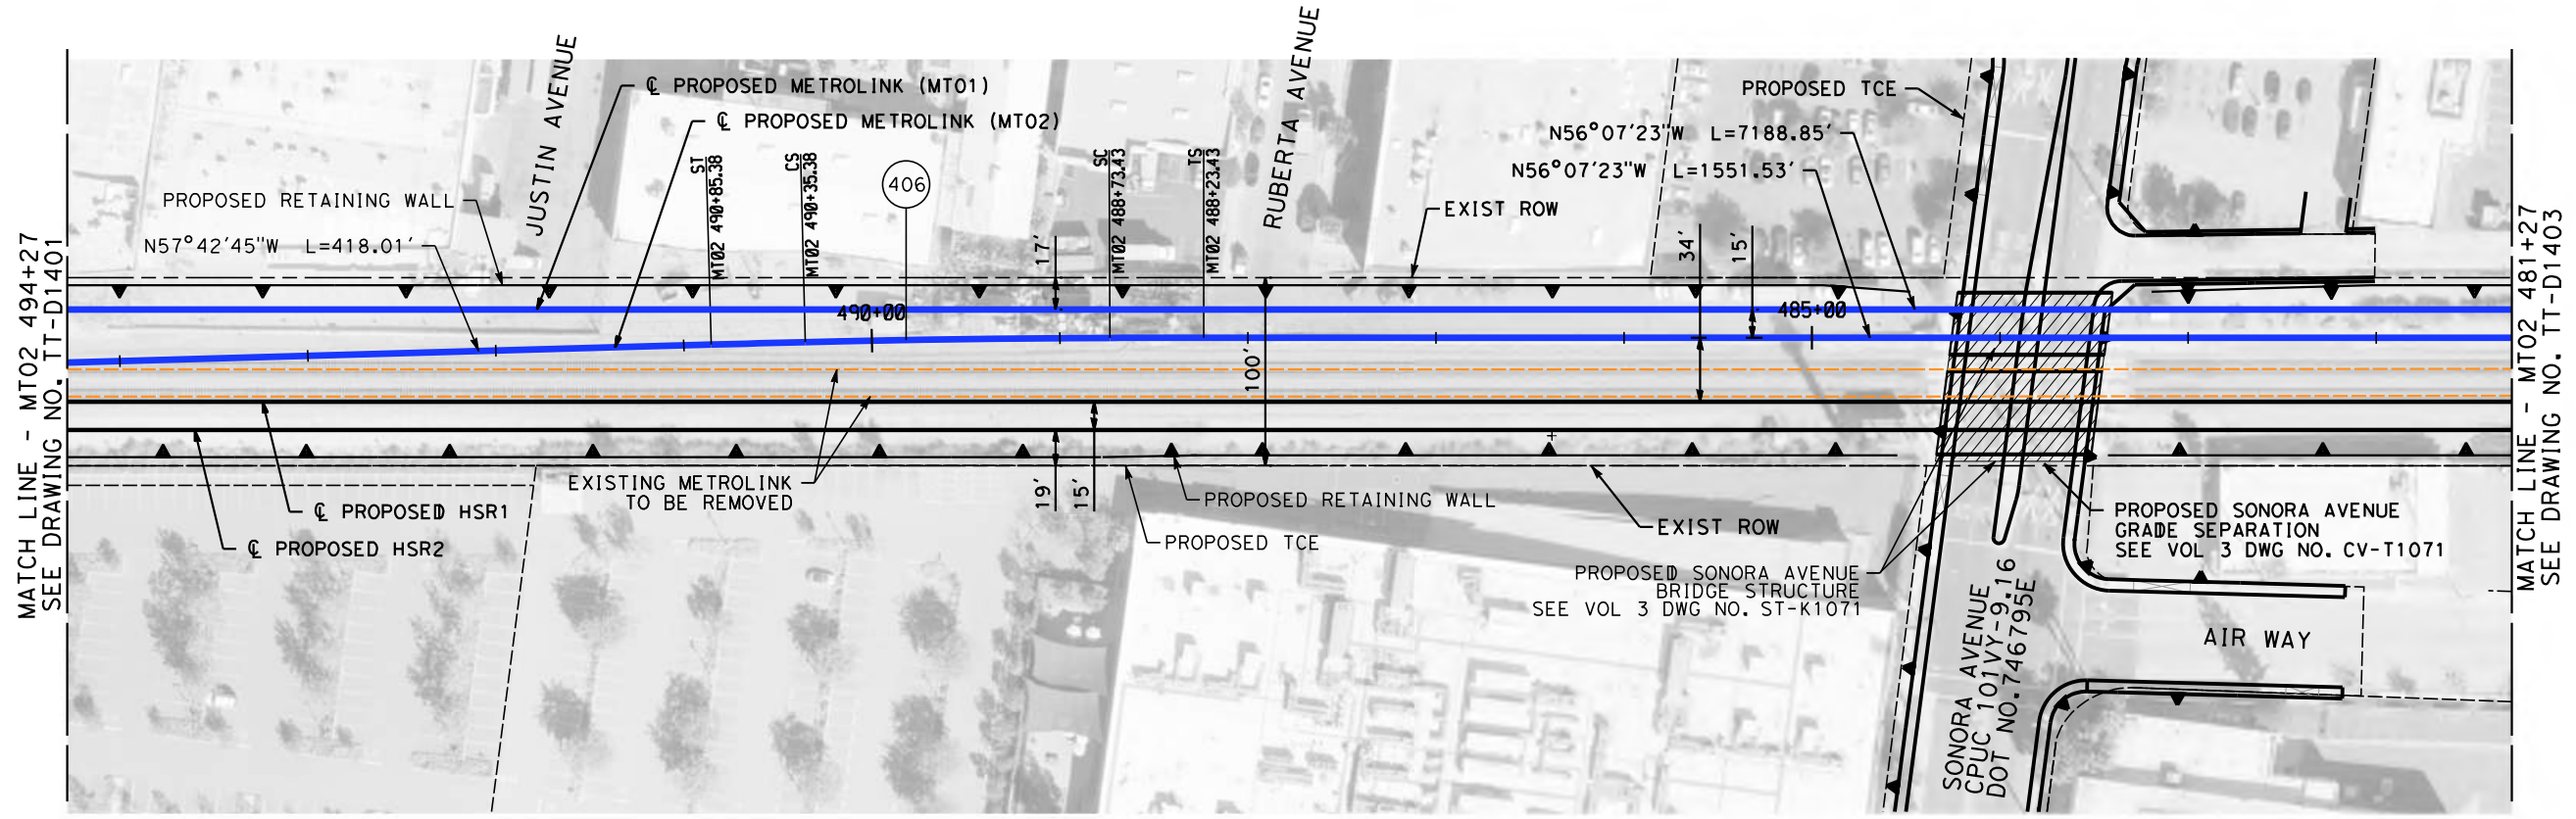 MATCH LINE - MT02 494+27
SEE DRAWING NO. TT-D1401
JUSTIN AVENUE
℄ PROPOSED METROLINK (MT01)
℄ PROPOSED METROLINK (MT02)
PROPOSED RETAINING WALL
N57°42'45"W L=418.01'
ST
MT02 490+85.38
CS
MT02 490+35.38
406
490+00
17'
SC
MT02 488+73.43
TS
MT02 488+23.43
RUBERTA AVENUE
100'
EXIST ROW
PROPOSED TCE
N56°07'23"W L=7188.85'
N56°07'23"W L=1551.53'
34'
15'
485+00
℄ PROPOSED HSR1
℄ PROPOSED HSR2
EXISTING METROLINK
TO BE REMOVED
19'
15'
PROPOSED RETAINING WALL
PROPOSED TCE
EXIST ROW
PROPOSED SONORA AVENUE
BRIDGE STRUCTURE
SEE VOL 3 DWG NO. ST-K1071
PROPOSED SONORA AVENUE
GRADE SEPARATION
SEE VOL 3 DWG NO. CV-T1071
SONORA AVENUE
CPUC 101VY-9.16
DOT NO.746795E
AIR WAY
MATCH LINE - MT02 481+27
SEE DRAWING NO. TT-D1403